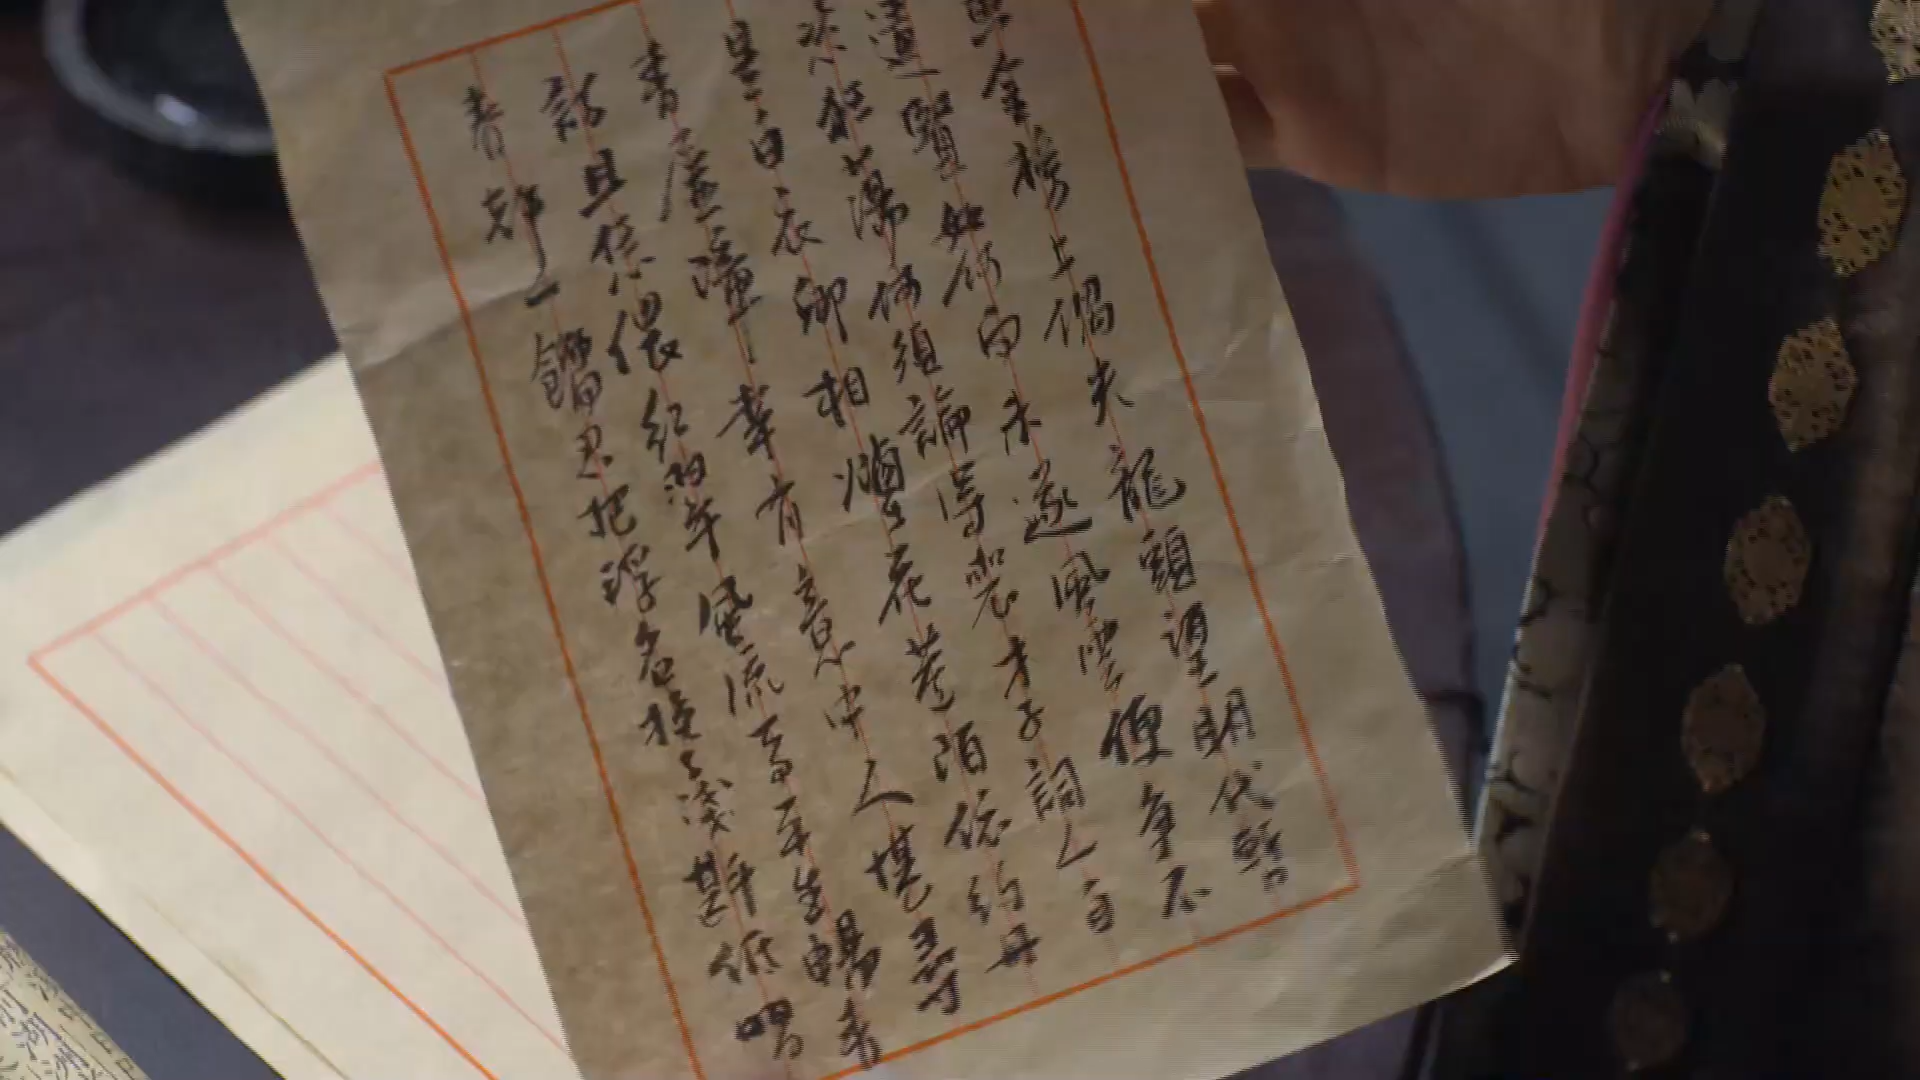 黃金榜上偶失龍頭望明代暫
遺賢如何向未遂風雲便爭不
恣狂蕩何須論得喪才子詞人自
是白衣卿相煙花巷陌依約丹
青屏障幸有意中人堪尋
訪且恁偎紅翠風流事平生暢青
春都一餉忍把浮名換了淺斟低唱
湖